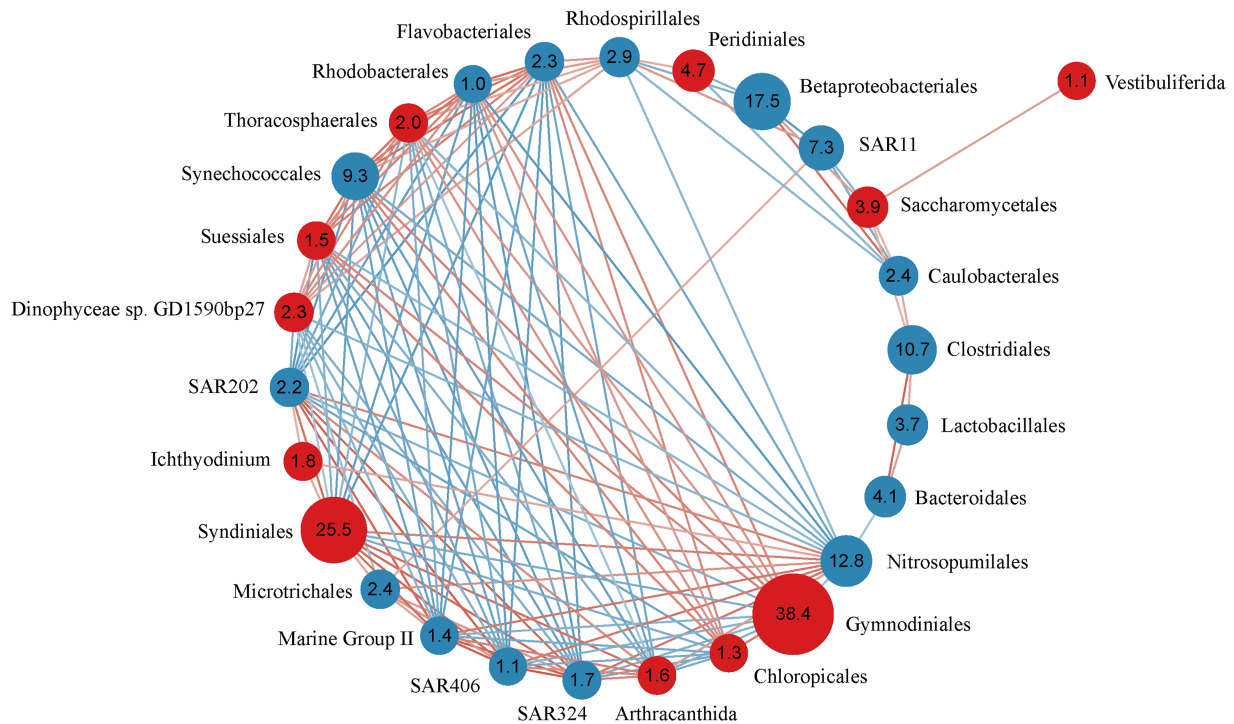 Rhodospirillales
Flavobacteriales
Peridiniales
2.3
2.9
4.7
Rhodobacterales
1.0
Betaproteobacteriales
17.5
1.1
Vestibuliferida
Thoracosphaerales
2.0
SAR11
7.3
Synechococcales
9.3
Saccharomycetales
3.9
Suessiales
1.5
Caulobacterales
2.4
Dinophyceae sp. GD1590bp27
2.3
Clostridiales
10.7
SAR202
2.2
Lactobacillales
3.7
Ichthyodinium
1.8
Bacteroidales
4.1
Syndiniales
25.5
Nitrosopumilales
12.8
Microtrichales
2.4
Gymnodiniales
38.4
Marine Group II
1.4
Chloropicales
1.3
SAR406
1.1
SAR324
1.7
Arthracanthida
1.6